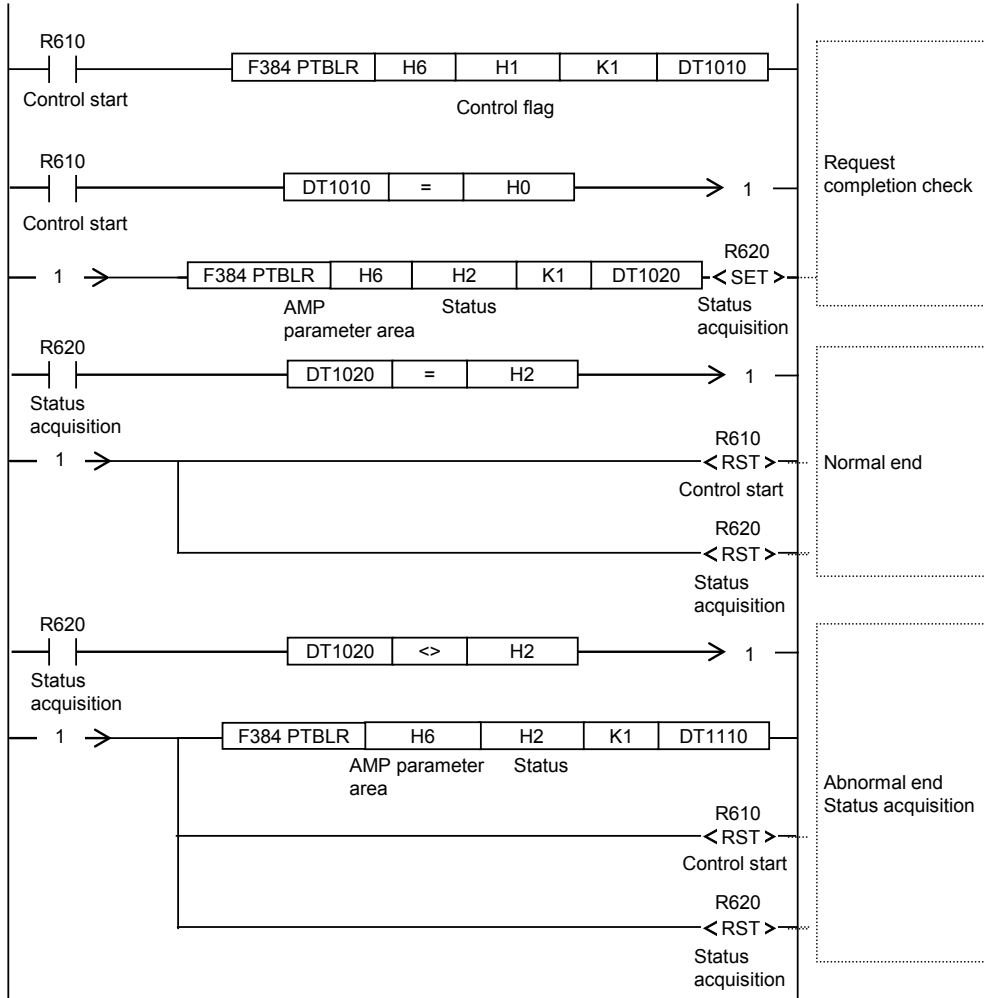 R610
F384 PTBLR H6 H1 K1 DT1010
Control start
Control flag
R610
DT1010 = H0 1
Control start
Request
completion check
R620
1 F384 PTBLR H6 H2 K1 DT1020 < SET >
AMP
parameter area
Status
Status
acquisition
R620
DT1020 = H2 1
Status
acquisition
R610
1 < RST >
Control start
Normal end
R620
< RST >
Status
acquisition
R620
DT1020 <> H2 1
Status
acquisition
1 F384 PTBLR H6 H2 K1 DT1110
AMP parameter
area
Status
Abnormal end
Status acquisition
R610
< RST >
Control start
R620
< RST >
Status
acquisition